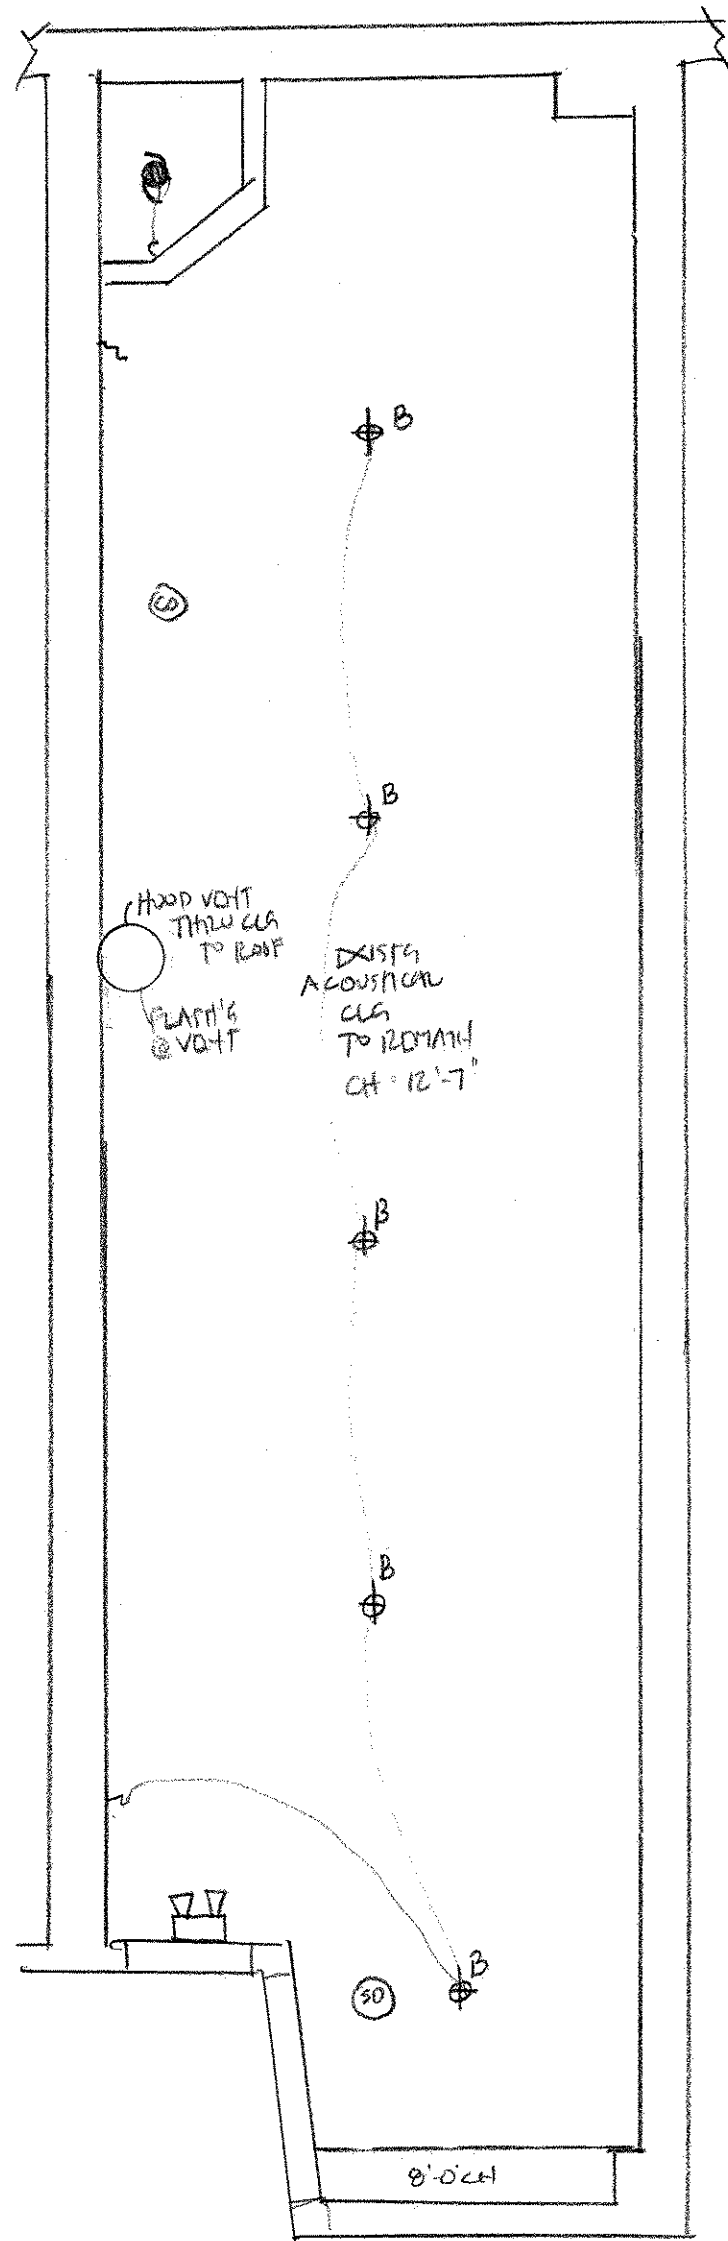 B
S
B
HOOD VENT
THRU CLG
TO ROOF
FLASH'G
@ VENT
EXIST'G
ACOUSTICAL
CLG
TO REMAIN
CH = 12'-7"
B
B
B
SD
8'-0" CH